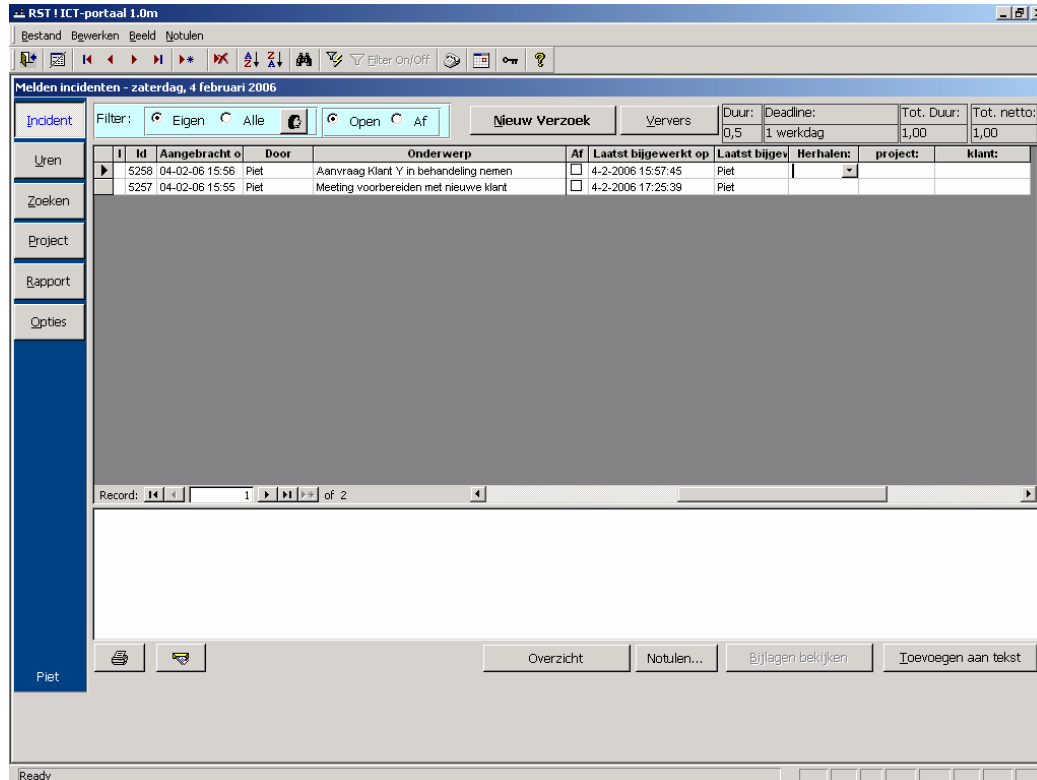 RST ! ICT-portaal 1.0m
Bestand Bewerken Beeld Notulen
Filter On/Off
Melden incidenten - zaterdag, 4 februari 2006
Incident
Uren
Zoeken
Project
Rapport
Opties
Piet
Filter: Eigen Alle Open Af Nieuw Verzoek Ververs
Duur: Deadline: Tot. Duur: Tot. netto:
0,5 1 werkdag 1,00 1,00
I Id Aangebracht o Door Onderwerp Af Laatst bijgewerkt op Laatst bijgev Herhalen: project: klant:
5258 04-02-06 15:56 Piet Aanvraag Klant Y in behandeling nemen 4-2-2006 15:57:45 Piet
5257 04-02-06 15:55 Piet Meeting voorbereiden met nieuwe klant 4-2-2006 17:25:39 Piet
Record: 1 of 2
Overzicht Notulen... Bijlagen bekijken Toevoegen aan tekst
Ready